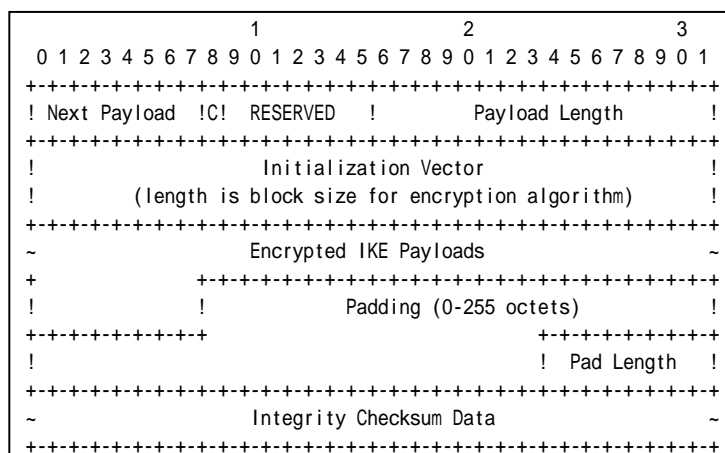 1                   2                   3
 0 1 2 3 4 5 6 7 8 9 0 1 2 3 4 5 6 7 8 9 0 1 2 3 4 5 6 7 8 9 0 1
+-+-+-+-+-+-+-+-+-+-+-+-+-+-+-+-+-+-+-+-+-+-+-+-+-+-+-+-+-+-+-+-+
! Next Payload  !C!  RESERVED   !         Payload Length        !
+-+-+-+-+-+-+-+-+-+-+-+-+-+-+-+-+-+-+-+-+-+-+-+-+-+-+-+-+-+-+-+-+
!                     Initialization Vector                     !
!         (length is block size for encryption algorithm)       !
+-+-+-+-+-+-+-+-+-+-+-+-+-+-+-+-+-+-+-+-+-+-+-+-+-+-+-+-+-+-+-+-+
~                    Encrypted IKE Payloads                     ~
+               +-+-+-+-+-+-+-+-+-+-+-+-+-+-+-+-+-+-+-+-+-+-+-+-+
!               !             Padding (0-255 octets)            !
+-+-+-+-+-+-+-+-+                               +-+-+-+-+-+-+-+-+
!                                               !  Pad Length   !
+-+-+-+-+-+-+-+-+-+-+-+-+-+-+-+-+-+-+-+-+-+-+-+-+-+-+-+-+-+-+-+-+
~                    Integrity Checksum Data                    ~
+-+-+-+-+-+-+-+-+-+-+-+-+-+-+-+-+-+-+-+-+-+-+-+-+-+-+-+-+-+-+-+-+